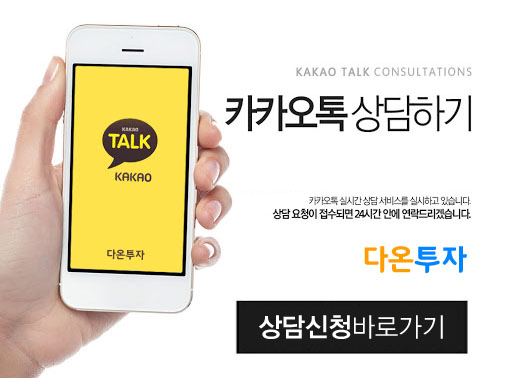 KAKAO TALK CONSULTATIONS
카카오톡 상담하기
카카오톡 실시간 상담 서비스를 실시하고 있습니다.
상담 요청이 접수되면 24시간 안에 연락드리겠습니다.
다온투자
상담신청바로가기
KAKAO
TALK
KAKAO
다온투자